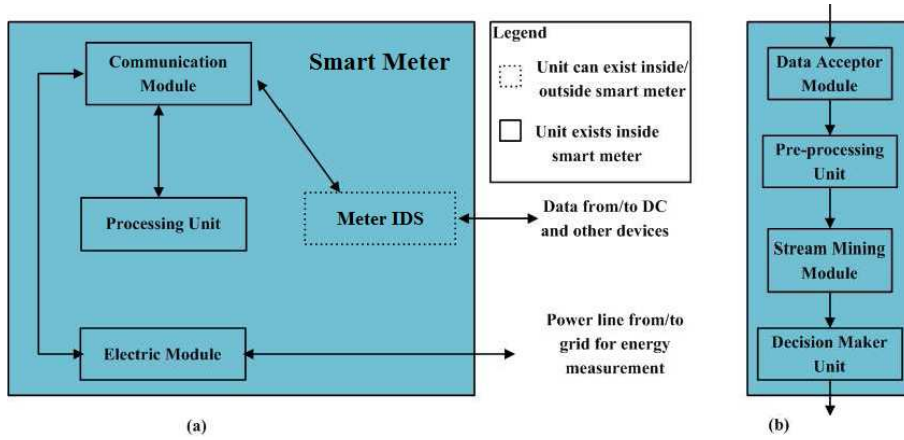 Smart Meter
Communication
Module
Processing Unit
Meter IDS
Electric Module
Legend
Unit can exist inside/
outside smart meter
Unit exists inside
smart meter
Data from/to DC
and other devices
Power line from/to
grid for energy
measurement
(a)
Data Acceptor
Module
Pre-processing
Unit
Stream Mining
Module
Decision Maker
Unit
(b)